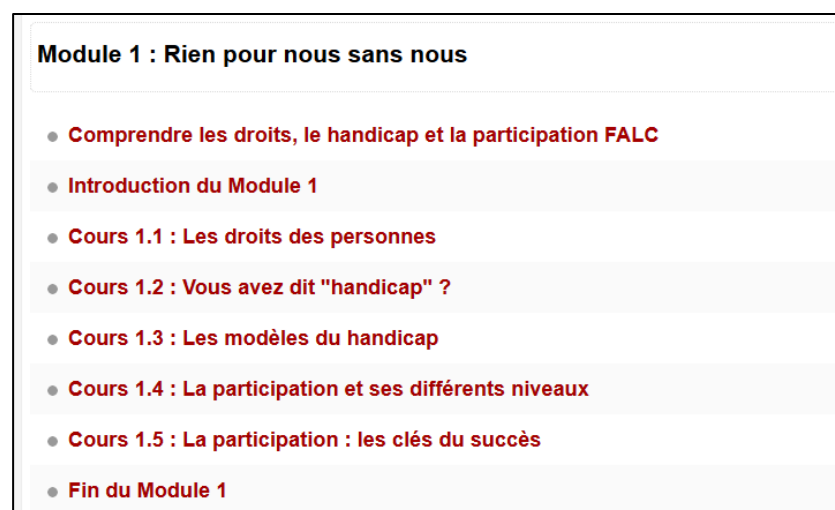 Module 1 : Rien pour nous sans nous
Comprendre les droits, le handicap et la participation FALC
Introduction du Module 1
Cours 1.1 : Les droits des personnes
Cours 1.2 : Vous avez dit "handicap" ?
Cours 1.3 : Les modèles du handicap
Cours 1.4 : La participation et ses différents niveaux
Cours 1.5 : La participation : les clés du succès
Fin du Module 1